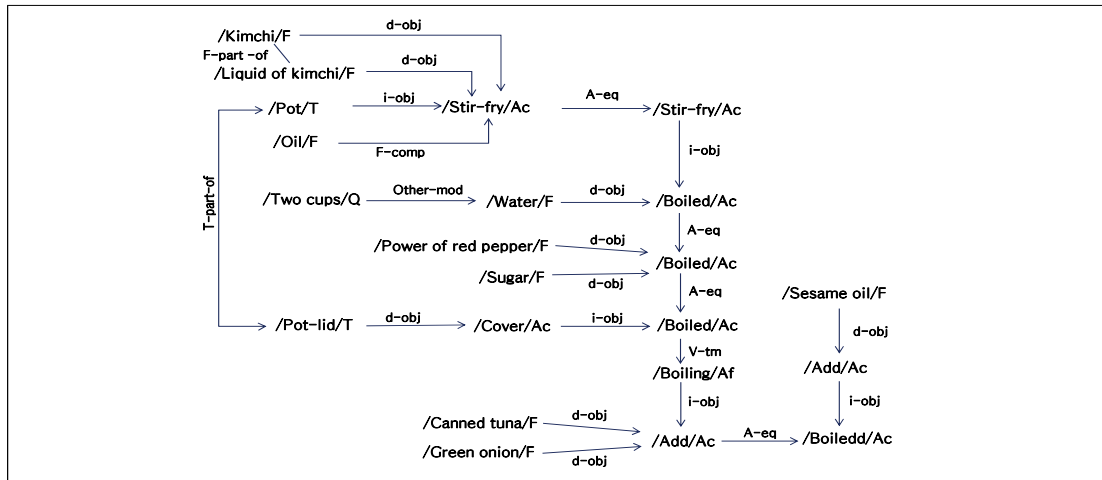 d-obj
/Kimchi/F
F-part -of
d-obj
/Liquid of kimchi/F
i-obj
A-eq
/Pot/T
/Stir-fry/Ac
/Stir-fry/Ac
/Oil/F
F-comp
i-obj
T-part-of
Other-mod
d-obj
/Two cups/Q
/Water/F
/Boiled/Ac
A-eq
d-obj
/Power of red pepper/F
/Boiled/Ac
/Sugar/F
d-obj
A-eq
/Sesame oil/F
/Pot-lid/T
d-obj
/Cover/Ac
i-obj
/Boiled/Ac
d-obj
V-tm
/Boiling/Af
/Add/Ac
i-obj
i-obj
d-obj
/Canned tuna/F
/Add/Ac
A-eq
/Boiledd/Ac
/Green onion/F
d-obj